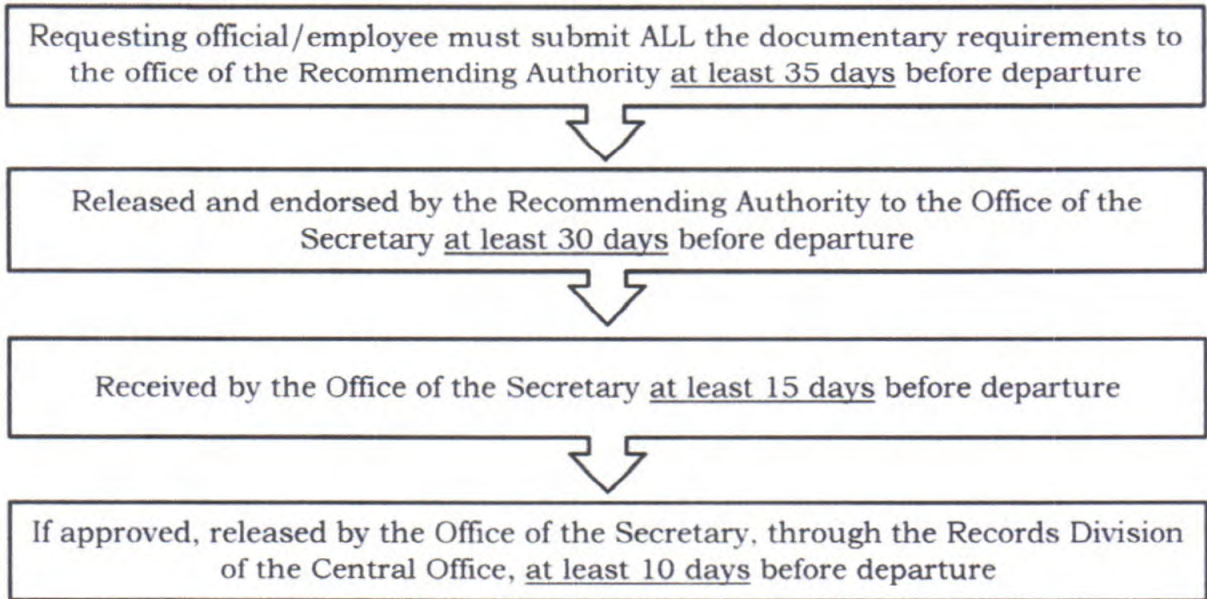 Requesting official/employee must submit ALL the documentary requirements to
the office of the Recommending Authority at least 35 days before departure
Released and endorsed by the Recommending Authority to the Office of the
Secretary at least 30 days before departure
Received by the Office of the Secretary at least 15 days before departure
If approved, released by the Office of the Secretary, through the Records Division
of the Central Office, at least 10 days before departure